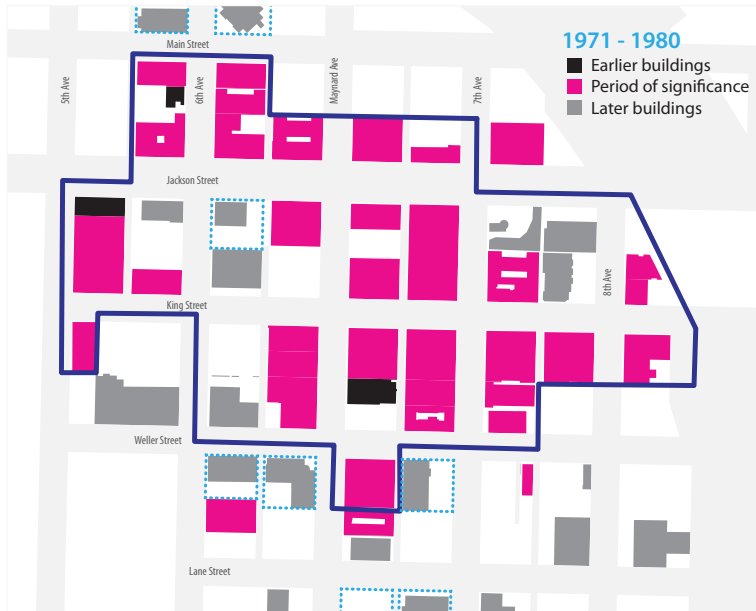 1971 - 1980
Earlier buildings
Period of significance
Later buildings
Main Street
5th Ave
6th Ave
Maynard Ave
7th Ave
Jackson Street
8th Ave
King Street
Weller Street
Lane Street